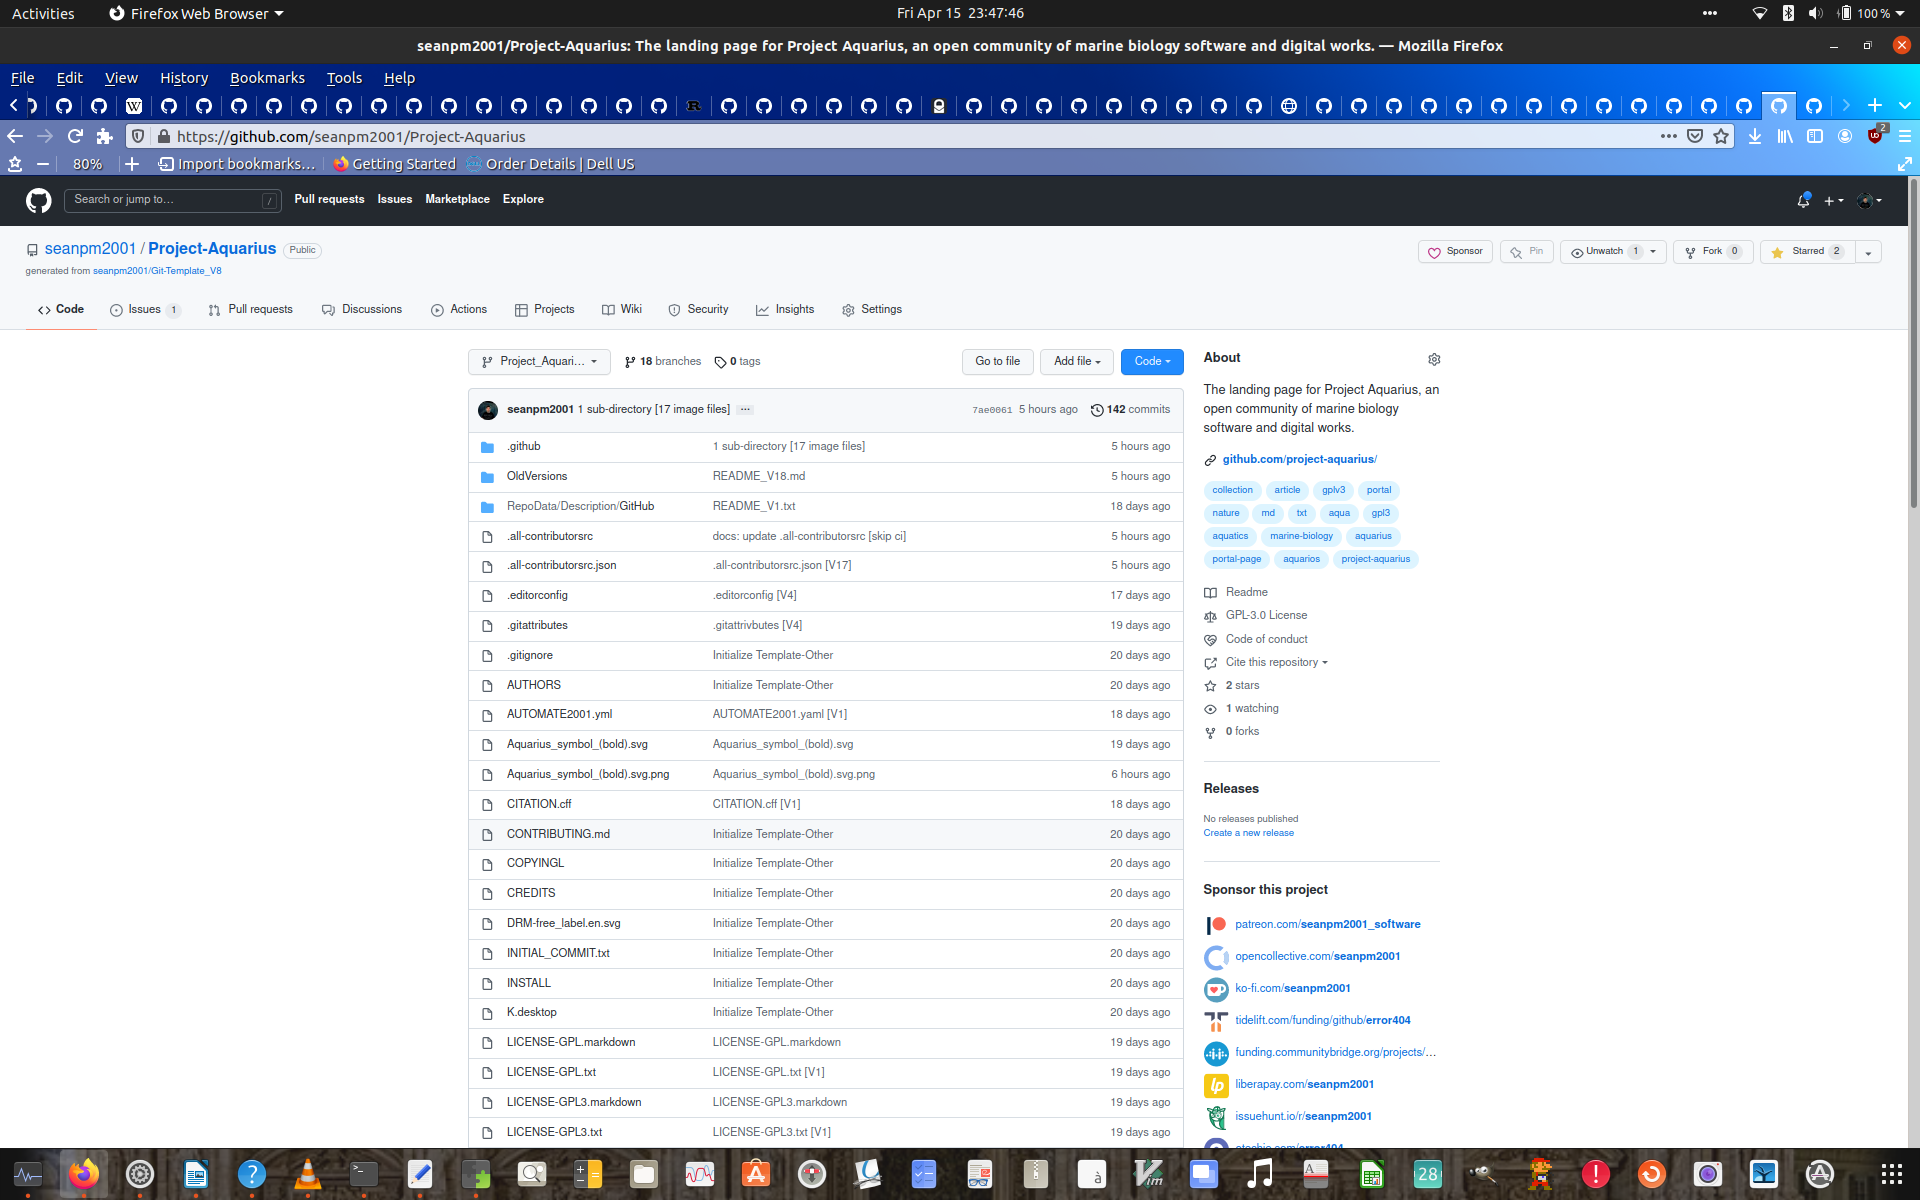 Activities Firefox Web Browser Fri Apr 15 23:47:46 100 %
seanpm2001/Project-Aquarius: The landing page for Project Aquarius, an open community of marine biology software and digital works. — Mozilla Firefox
File Edit View History Bookmarks Tools Help
https://github.com/seanpm2001/Project-Aquarius 2
80% Import bookmarks... Getting Started Order Details | Dell US
Search or jump to... / Pull requests Issues Marketplace Explore
seanpm2001 / Project-Aquarius Public Sponsor Pin Unwatch 1 Fork 0 Starred 2
generated from seanpm2001/Git-Template_V8
Code Issues 1 Pull requests Discussions Actions Projects Wiki Security Insights Settings
Project_Aquari... 18 branches 0 tags Go to file Add file Code
seanpm2001 1 sub-directory [17 image files] ... 7ae0061 5 hours ago 142 commits
.github 1 sub-directory [17 image files] 5 hours ago
OldVersions README_V18.md 5 hours ago
RepoData/Description/GitHub README_V1.txt 18 days ago
.all-contributorsrc docs: update .all-contributorsrc [skip ci] 5 hours ago
.all-contributorsrc.json .all-contributorsrc.json [V17] 5 hours ago
.editorconfig .editorconfig [V4] 17 days ago
.gitattributes .gitattrivbutes [V4] 19 days ago
.gitignore Initialize Template-Other 20 days ago
AUTHORS Initialize Template-Other 20 days ago
AUTOMATE2001.yml AUTOMATE2001.yaml [V1] 18 days ago
Aquarius_symbol_(bold).svg Aquarius_symbol_(bold).svg 19 days ago
Aquarius_symbol_(bold).svg.png Aquarius_symbol_(bold).svg.png 6 hours ago
CITATION.cff CITATION.cff [V1] 18 days ago
CONTRIBUTING.md Initialize Template-Other 20 days ago
COPYINGL Initialize Template-Other 20 days ago
CREDITS Initialize Template-Other 20 days ago
DRM-free_label.en.svg Initialize Template-Other 20 days ago
INITIAL_COMMIT.txt Initialize Template-Other 20 days ago
INSTALL Initialize Template-Other 20 days ago
K.desktop Initialize Template-Other 20 days ago
LICENSE-GPL.markdown LICENSE-GPL.markdown 19 days ago
LICENSE-GPL.txt LICENSE-GPL.txt [V1] 19 days ago
LICENSE-GPL3.markdown LICENSE-GPL3.markdown 19 days ago
LICENSE-GPL3.txt LICENSE-GPL3.txt [V1] 19 days ago
About
The landing page for Project Aquarius, an
open community of marine biology
software and digital works.
github.com/project-aquarius/
collection article gplv3 portal
nature md txt aqua gpl3
aquatics marine-biology aquarius
portal-page aquarios project-aquarius
Readme
GPL-3.0 License
Code of conduct
Cite this repository
2 stars
1 watching
0 forks
Releases
No releases published
Create a new release
Sponsor this project
patreon.com/seanpm2001_software
opencollective.com/seanpm2001
ko-fi.com/seanpm2001
tidelift.com/funding/github/error404
funding.communitybridge.org/projects/...
liberapay.com/seanpm2001
issuehunt.io/r/seanpm2001
28